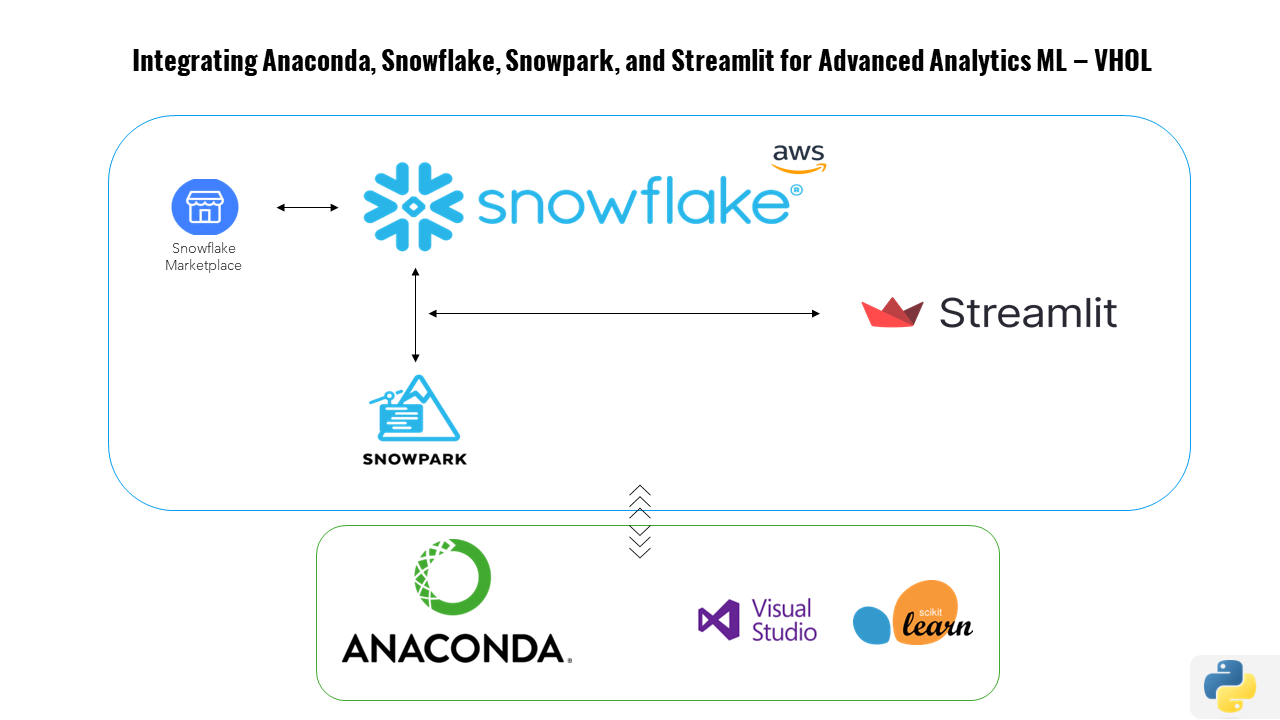 Integrating Anaconda, Snowflake, Snowpark, and Streamlit for Advanced Analytics ML – VHOL
aws
snowflake®
Snowflake
Marketplace
Streamlit
SNOWPARK
ANACONDA®
Visual
Studio
scikit
learn